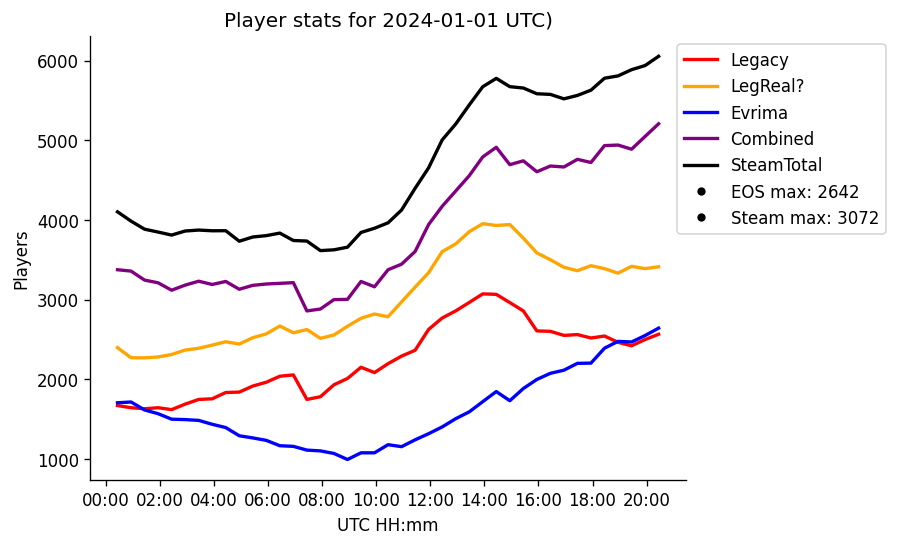 Player stats for 2024-01-01 UTC)
6000
5000
4000
3000
2000
1000
Players
00:00 02:00 04:00 06:00 08:00 10:00 12:00 14:00 16:00 18:00 20:00
UTC HH:mm
Legacy
LegReal?
Evrima
Combined
SteamTotal
EOS max: 2642
Steam max: 3072